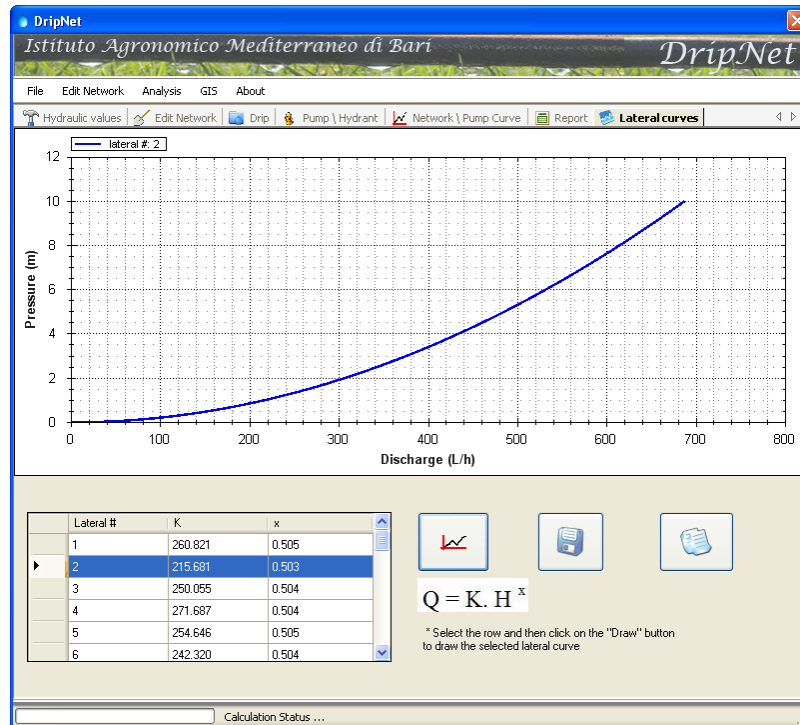 DripNet
Istituto Agronomico Mediterraneo di Bari
DripNet
File Edit Network Analysis GIS About
Hydraulic values Edit Network Drip Pump \ Hydrant Network \ Pump Curve Report Lateral curves
lateral #: 2
12
10
8
6
4
2
0
Pressure (m)
0 100 200 300 400 500 600 700 800
Discharge (L/h)
Lateral # K x
1 260.821 0.505
2 215.681 0.503
3 250.055 0.504
4 271.687 0.504
5 254.646 0.505
6 242.320 0.504
Q = K. H x
* Select the row and then click on the "Draw" button
to draw the selected lateral curve
Calculation Status ...